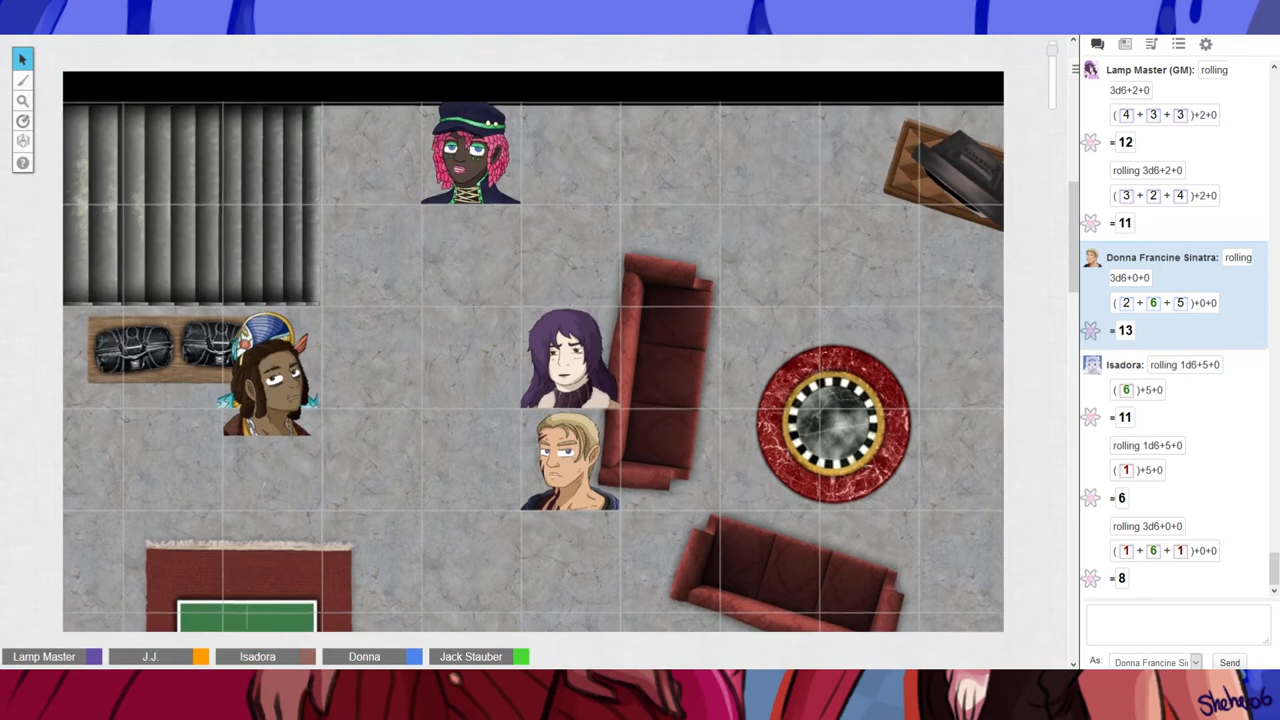 Lamp Master (GM): rolling
3d6+2+0
( 4 + 3 + 3 )+2+0
= 12
rolling 3d6+2+0
( 3 + 2 + 4 )+2+0
= 11
Donna Francine Sinatra: rolling
3d6+0+0
( 2 + 6 + 5 )+0+0
= 13
Isadora: rolling 1d6+5+0
( 6 )+5+0
= 11
rolling 1d6+5+0
( 1 )+5+0
= 6
rolling 3d6+0+0
( 1 + 6 + 1 )+0+0
= 8
As: Donna Francine Sin Send
Lamp Master J.J. Isadora Donna Jack Stauber